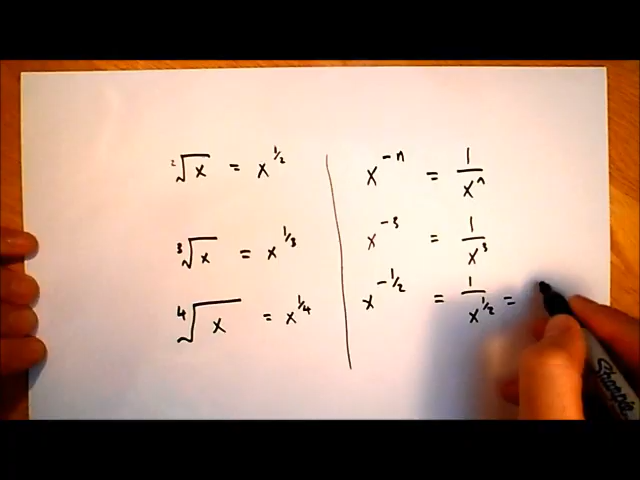 ²√x = x^1/2
³√x = x^1/3
⁴√x = x^1/4
x^-n = 1/x^n
x^-3 = 1/x^3
x^-1/2 = 1/x^1/2 =
Sharpie